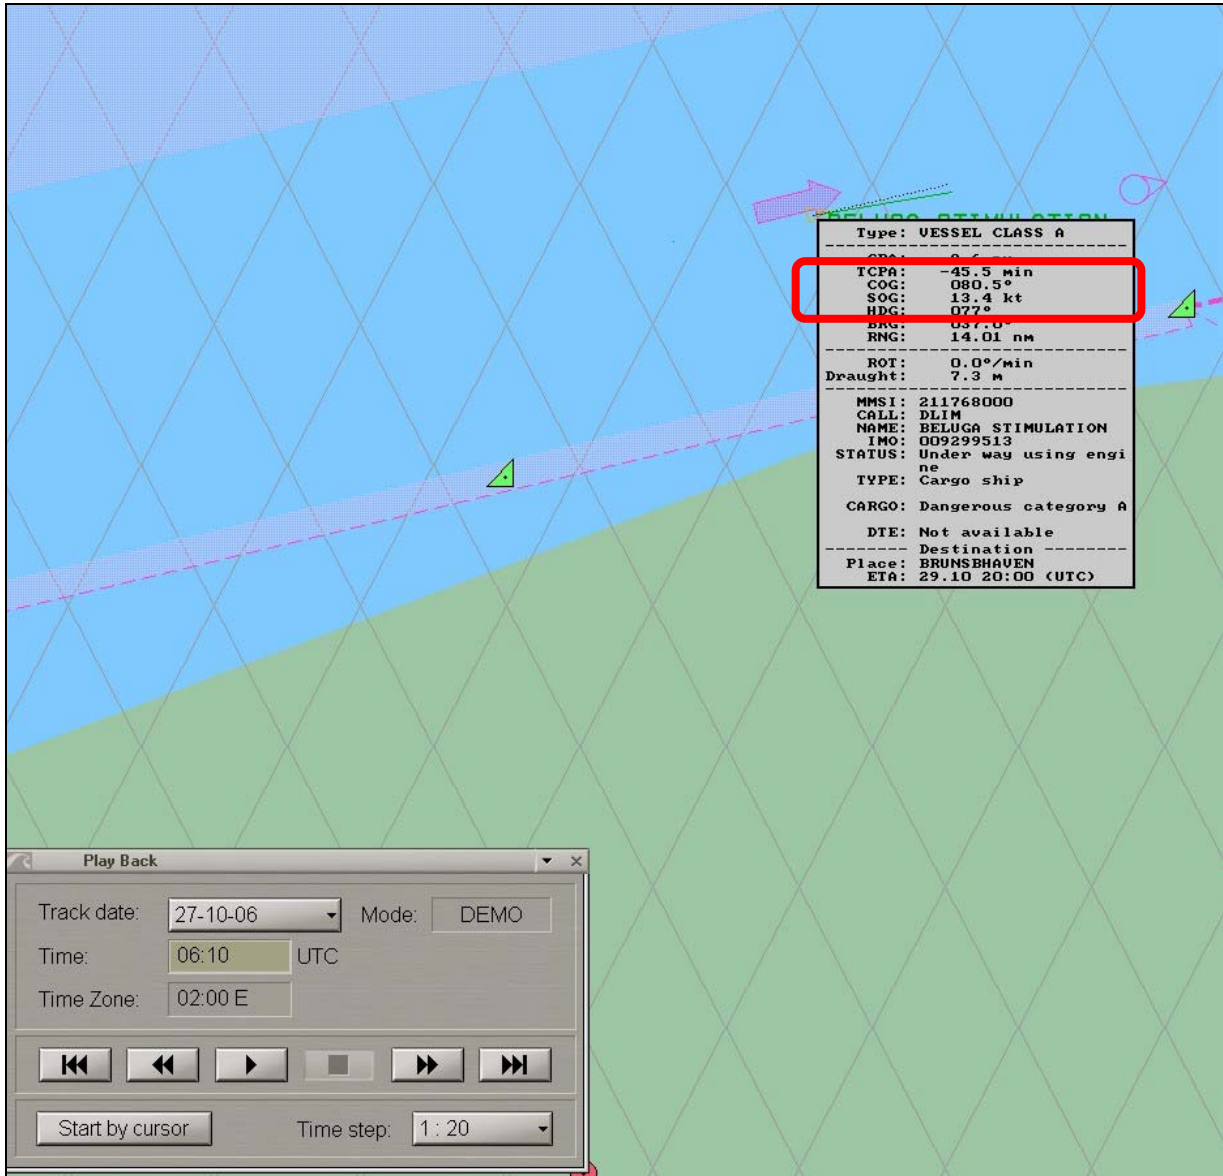 Type: VESSEL CLASS A
TCPA: -45.5 min
COG: 080.5°
SOG: 13.4 kt
HDG: 077°
BRG: 037.0°
RNG: 14.01 nm
ROT: 0.0°/min
Draught: 7.3 m
MMSI: 211768000
CALL: DLIM
NAME: BELUGA STIMULATION
IMO: 009299513
STATUS: Under way using engi
ne
TYPE: Cargo ship
CARGO: Dangerous category A
DTE: Not available
-------- Destination --------
Place: BRUNSBHAVEN
ETA: 29.10 20:00 (UTC)
Play Back
Track date: 27-10-06 Mode: DEMO
Time: 06:10 UTC
Time Zone: 02:00 E
Start by cursor Time step: 1 : 20